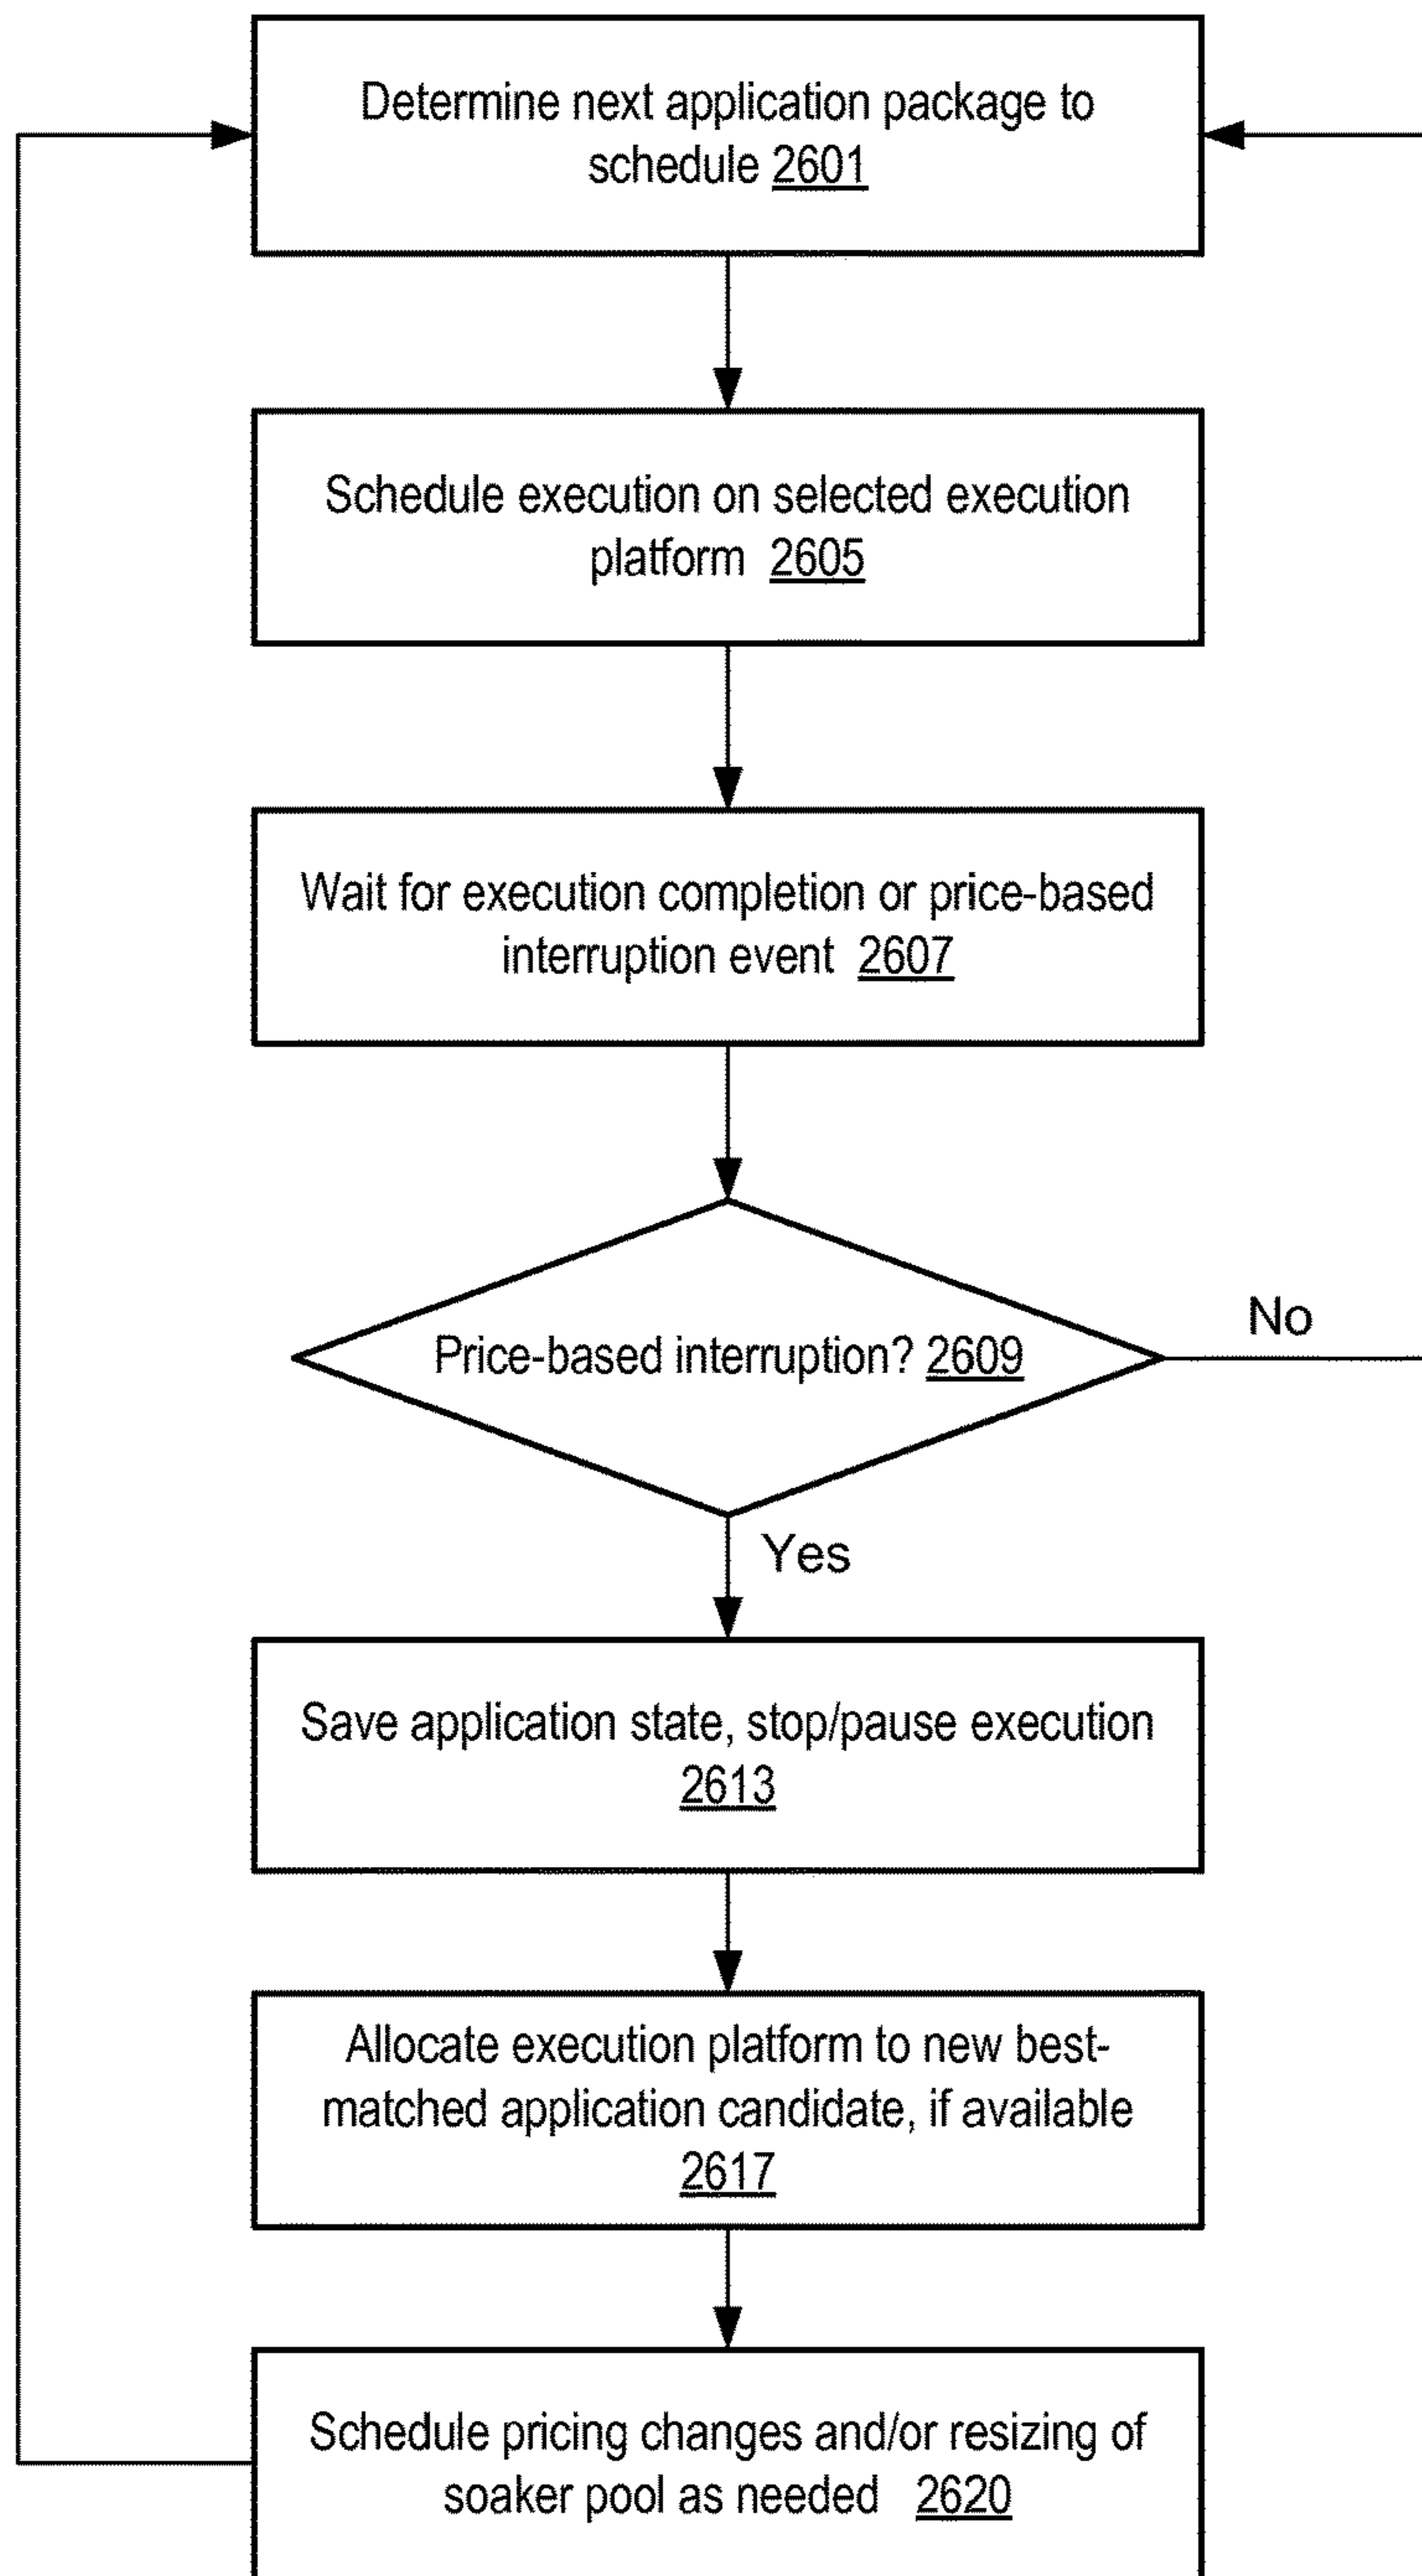 Determine next application package to
schedule 2601
Schedule execution on selected execution
platform 2605
Wait for execution completion or price-based
interruption event 2607
Price-based interruption? 2609
No
Yes
Save application state, stop/pause execution
2613
Allocate execution platform to new best-
matched application candidate, if available
2617
Schedule pricing changes and/or resizing of
soaker pool as needed 2620